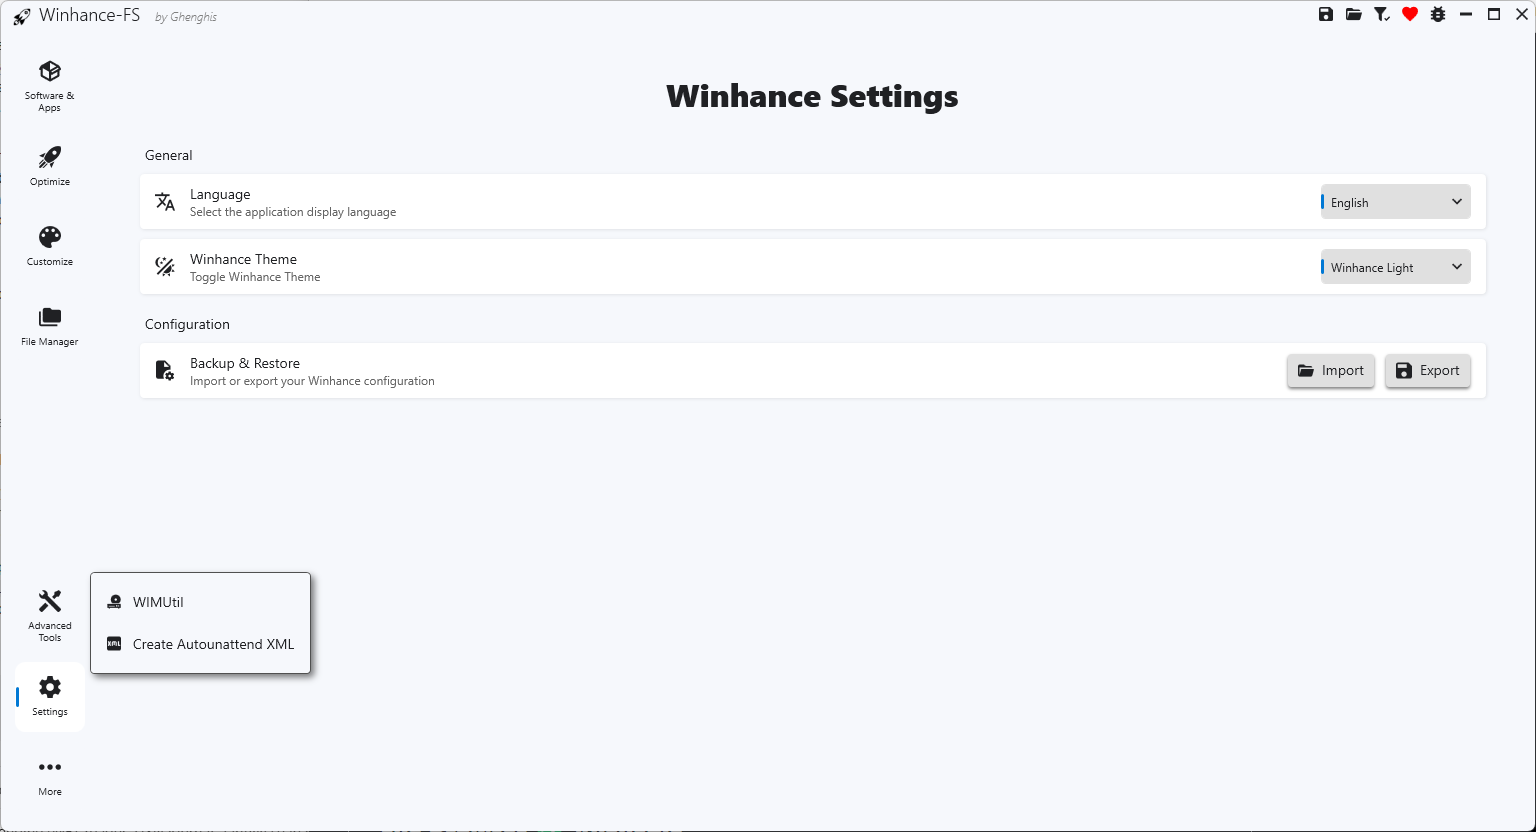 Winhance-FS by Ghenghis
Software &
Apps
Optimize
Customize
File Manager
Winhance Settings
General
Language
Select the application display language
English
Winhance Theme
Toggle Winhance Theme
Winhance Light
Configuration
Backup & Restore
Import or export your Winhance configuration
Import
Export
Advanced
Tools
WIMUtil
XML Create Autounattend XML
Settings
More